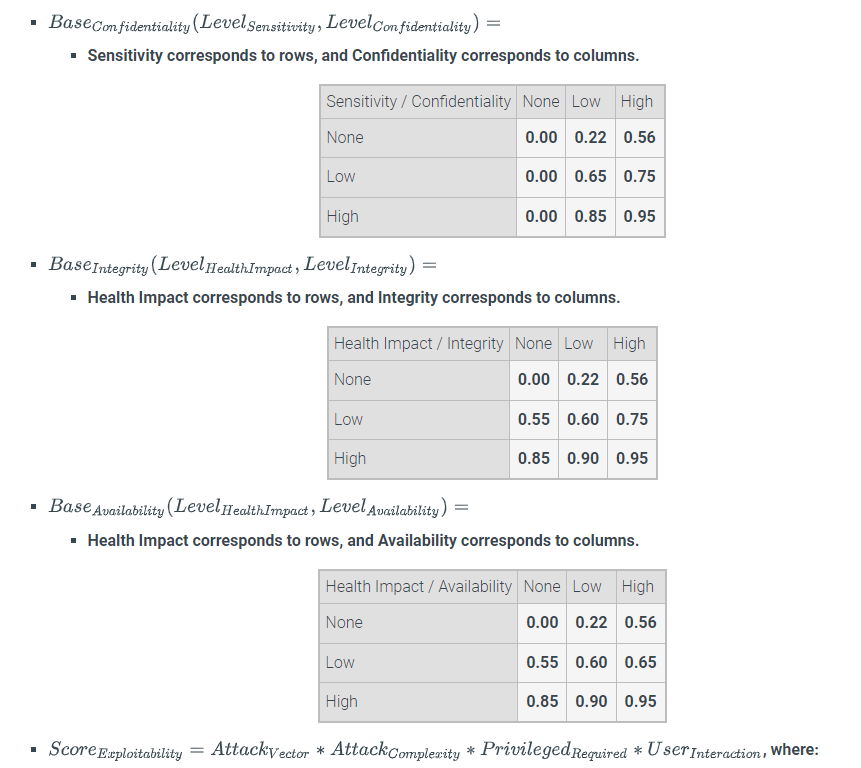 ▪ Base_Confidentiality(Level_Sensitivity, Level_Confidentiality) =
▪ Sensitivity corresponds to rows, and Confidentiality corresponds to columns.
Sensitivity / Confidentiality None Low High
None 0.00 0.22 0.56
Low 0.00 0.65 0.75
High 0.00 0.85 0.95
▪ Base_Integrity(Level_HealthImpact, Level_Integrity) =
▪ Health Impact corresponds to rows, and Integrity corresponds to columns.
Health Impact / Integrity None Low High
None 0.00 0.22 0.56
Low 0.55 0.60 0.75
High 0.85 0.90 0.95
▪ Base_Availability(Level_HealthImpact, Level_Availability) =
▪ Health Impact corresponds to rows, and Availability corresponds to columns.
Health Impact / Availability None Low High
None 0.00 0.22 0.56
Low 0.55 0.60 0.65
High 0.85 0.90 0.95
▪ Score_Exploitability = Attack_Vector * Attack_Complexity * Privileged_Required * User_Interaction, where: